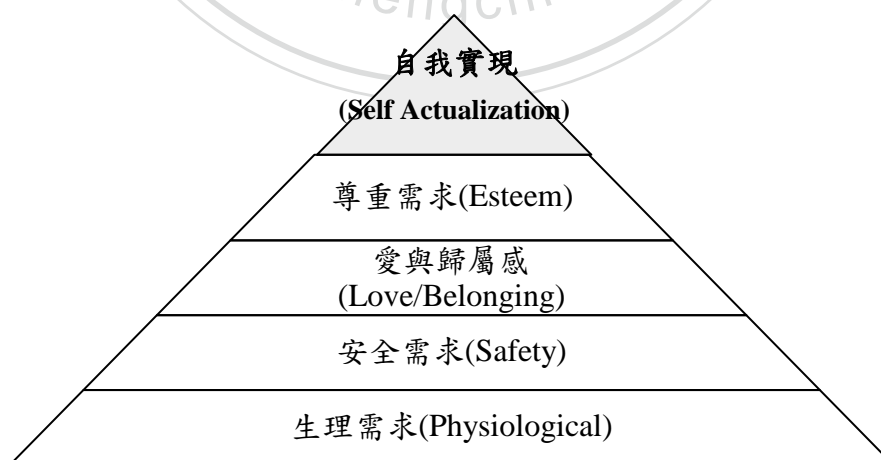 engch
自我實現
(Self Actualization)
尊重需求(Esteem)
愛與歸屬感
(Love/Belonging)
安全需求(Safety)
生理需求(Physiological)